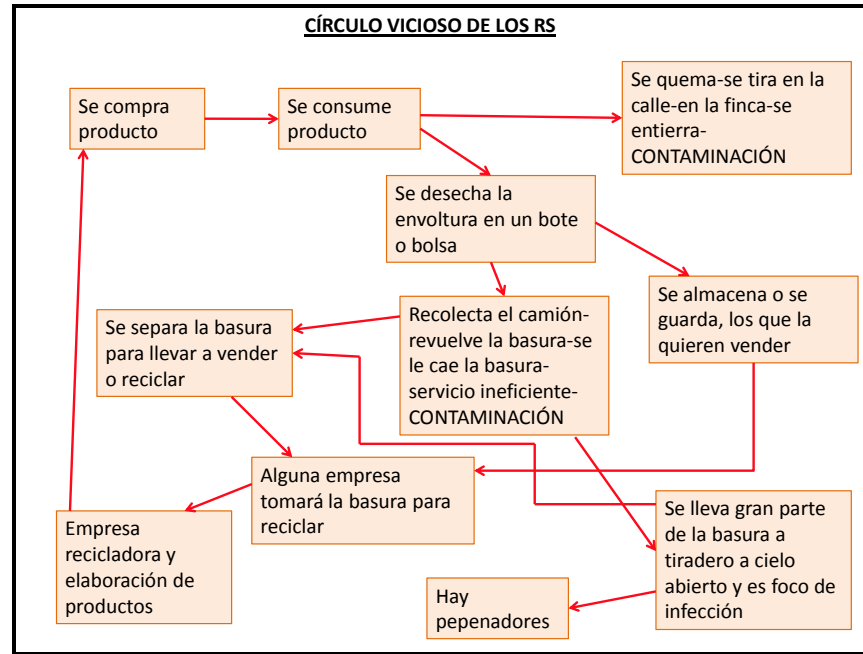 CÍRCULO VICIOSO DE LOS RS
Se compra
producto
Se consume
producto
Se quema-se tira en la
calle-en la finca-se
entierra-
CONTAMINACIÓN
Se desecha la
envoltura en un bote
o bolsa
Se almacena o se
guarda, los que la
quieren vender
Recolecta el camión-
revuelve la basura-se
le cae la basura-
servicio ineficiente-
CONTAMINACIÓN
Se separa la basura
para llevar a vender
o reciclar
Alguna empresa
tomará la basura para
reciclar
Empresa
recicladora y
elaboración de
productos
Se lleva gran parte
de la basura a
tiradero a cielo
abierto y es foco de
infección
Hay
pepenadores